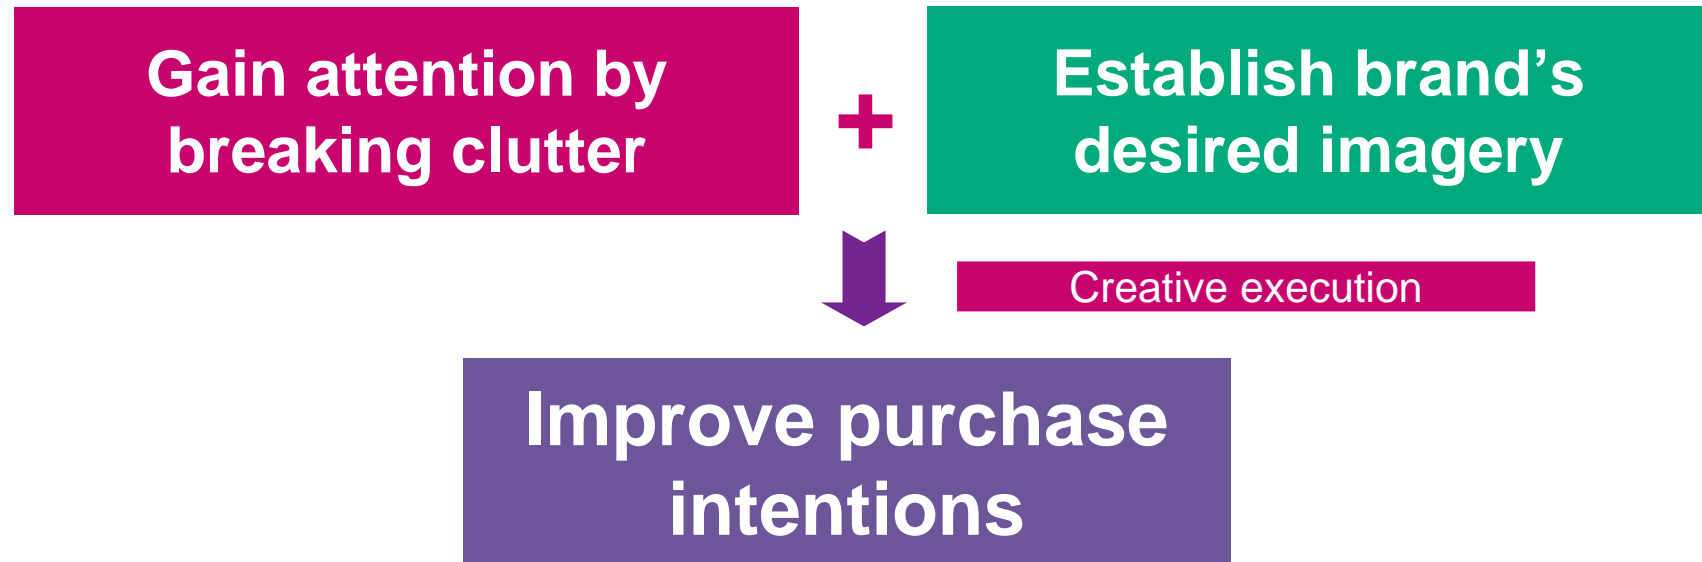 Gain attention by
breaking clutter
+
Establish brand’s
desired imagery
Creative execution
Improve purchase
intentions